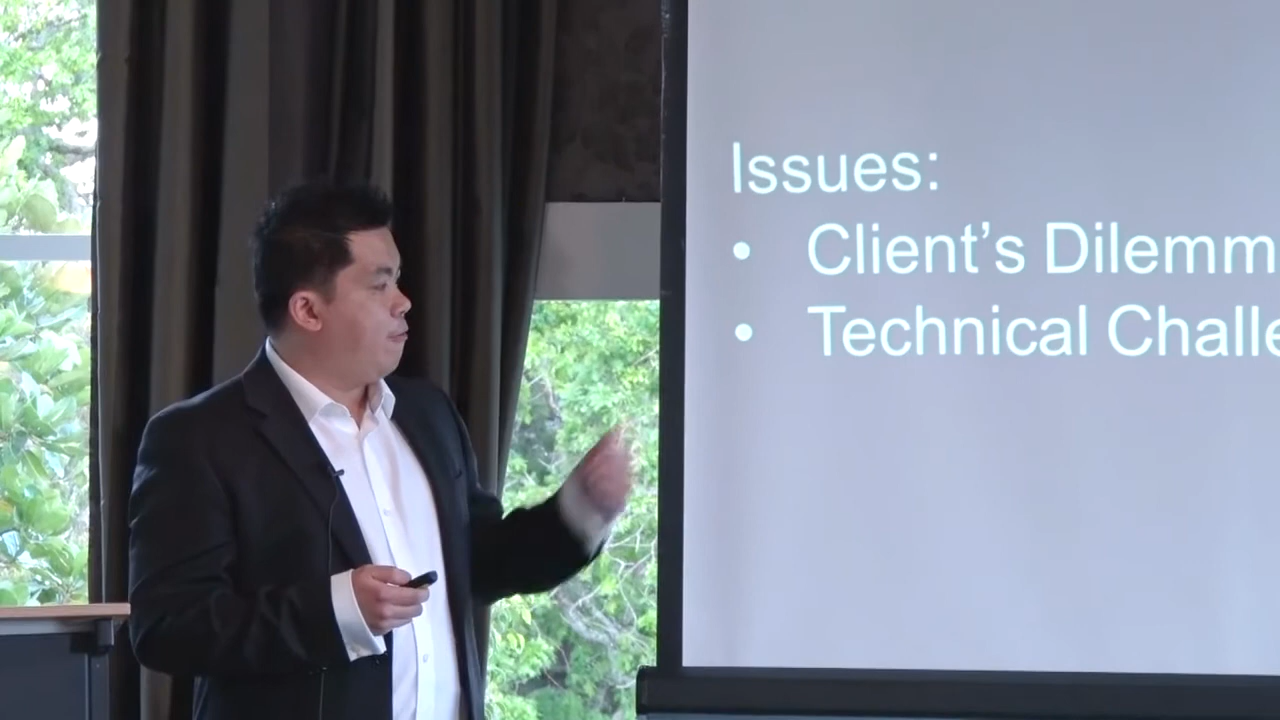 Issues:
• Client’s Dilemm
• Technical Challe